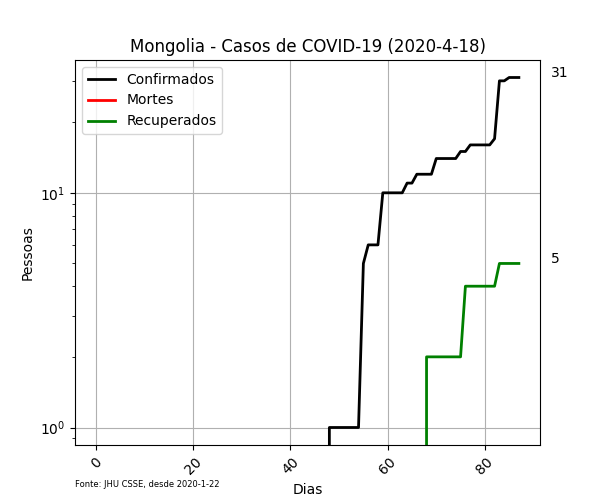 Mongolia - Casos de COVID-19 (2020-4-18)
Confirmados
Mortes
Recuperados
31
5
10¹
10⁰
Pessoas
0
20
40
60
80
Dias
Fonte: JHU CSSE, desde 2020-1-22